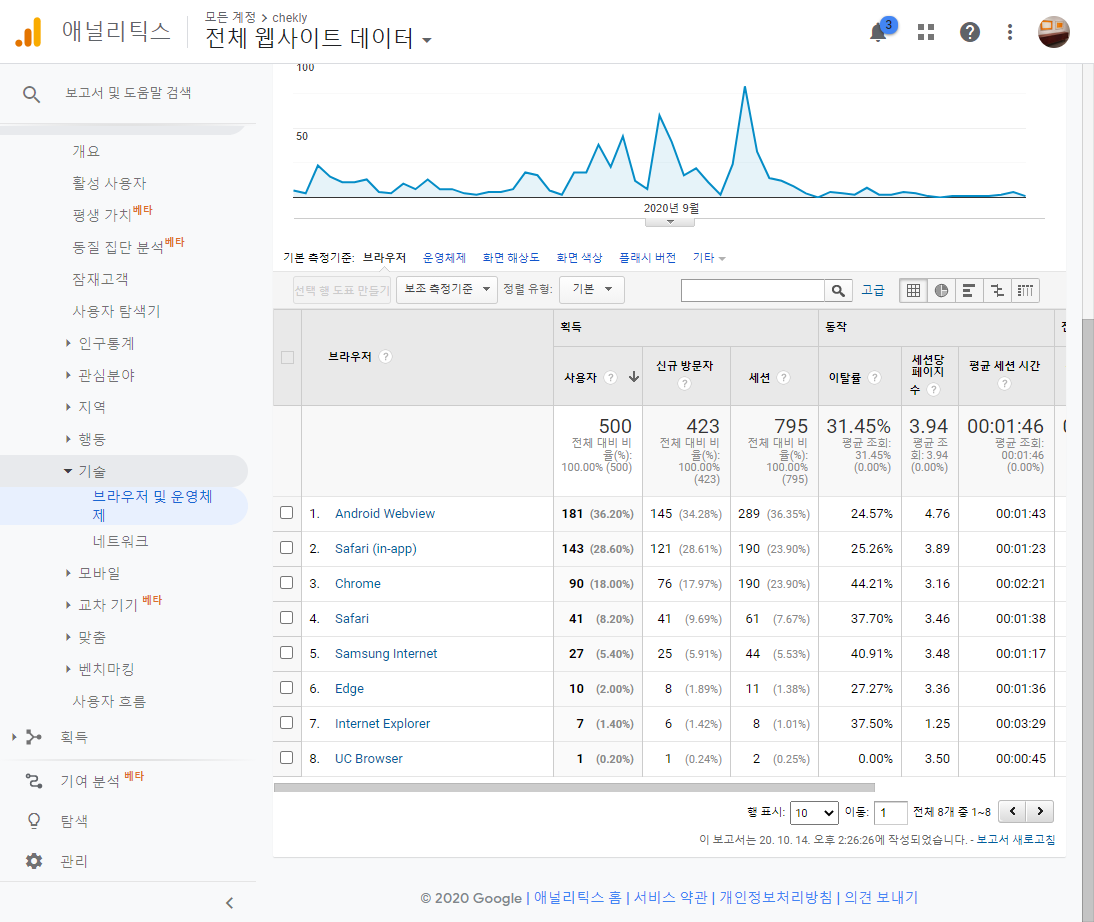 애널리틱스
모든 계정 > chekly
전체 웹사이트 데이터
3
보고서 및 도움말 검색
개요
활성 사용자
평생 가치 베타
동질 집단 분석 베타
잠재고객
사용자 탐색기
인구통계
관심분야
지역
행동
기술
브라우저 및 운영체
제
네트워크
모바일
교차 기기 베타
맞춤
벤치마킹
사용자 흐름
획득
기여 분석 베타
탐색
관리
100
50
2020년 9월
기본 측정기준: 브라우저 운영체제 화면 해상도 화면 색상 플래시 버전 기타
선택 행 도표 만들기 보조 측정기준 정렬 유형: 기본 고급
브라우저 ?
획득
동작
사용자 ?
신규 방문자
?
세션 ?
이탈률 ?
세션당
페이지
수 ?
평균 세션 시간
?
500
전체 대비 비
율(%):
100.00% (500)
423
전체 대비 비
율(%):
100.00%
(423)
795
전체 대비 비
율(%):
100.00%
(795)
31.45%
평균 조회:
31.45%
(0.00%)
3.94
평균 조
회: 3.94
(0.00%)
00:01:46
평균 조회:
00:01:46
(0.00%)
1. Android Webview 181 (36.20%) 145 (34.28%) 289 (36.35%) 24.57% 4.76 00:01:43
2. Safari (in-app) 143 (28.60%) 121 (28.61%) 190 (23.90%) 25.26% 3.89 00:01:23
3. Chrome 90 (18.00%) 76 (17.97%) 190 (23.90%) 44.21% 3.16 00:02:21
4. Safari 41 (8.20%) 41 (9.69%) 61 (7.67%) 37.70% 3.46 00:01:38
5. Samsung Internet 27 (5.40%) 25 (5.91%) 44 (5.53%) 40.91% 3.48 00:01:17
6. Edge 10 (2.00%) 8 (1.89%) 11 (1.38%) 27.27% 3.36 00:01:36
7. Internet Explorer 7 (1.40%) 6 (1.42%) 8 (1.01%) 37.50% 1.25 00:03:29
8. UC Browser 1 (0.20%) 1 (0.24%) 2 (0.25%) 0.00% 3.50 00:00:45
행 표시: 10 이동: 1 전체 8개 중 1~8
이 보고서는 20. 10. 14. 오후 2:26:26에 작성되었습니다. - 보고서 새로고침
© 2020 Google | 애널리틱스 홈 | 서비스 약관 | 개인정보처리방침 | 의견 보내기